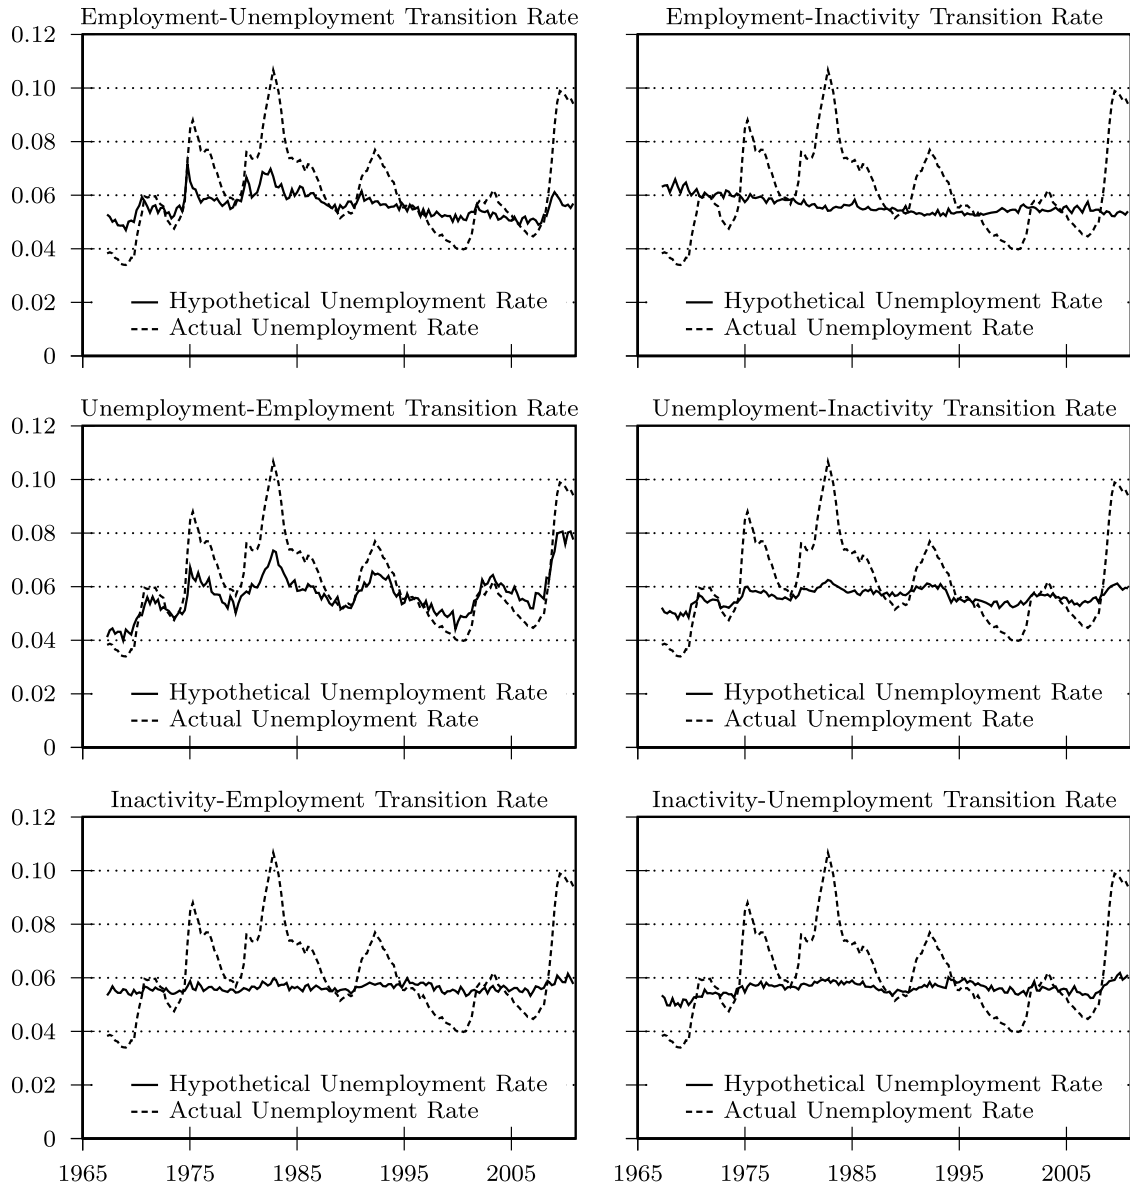 Employment-Unemployment Transition Rate
Employment-Inactivity Transition Rate
0.12
0.10
0.08
0.06
0.04
0.02
0
Hypothetical Unemployment Rate
Actual Unemployment Rate
Hypothetical Unemployment Rate
Actual Unemployment Rate
Unemployment-Employment Transition Rate
Unemployment-Inactivity Transition Rate
0.12
0.10
0.08
0.06
0.04
0.02
0
Hypothetical Unemployment Rate
Actual Unemployment Rate
Hypothetical Unemployment Rate
Actual Unemployment Rate
Inactivity-Employment Transition Rate
Inactivity-Unemployment Transition Rate
0.12
0.10
0.08
0.06
0.04
0.02
0
Hypothetical Unemployment Rate
Actual Unemployment Rate
Hypothetical Unemployment Rate
Actual Unemployment Rate
1965 1975 1985 1995 2005
1965 1975 1985 1995 2005